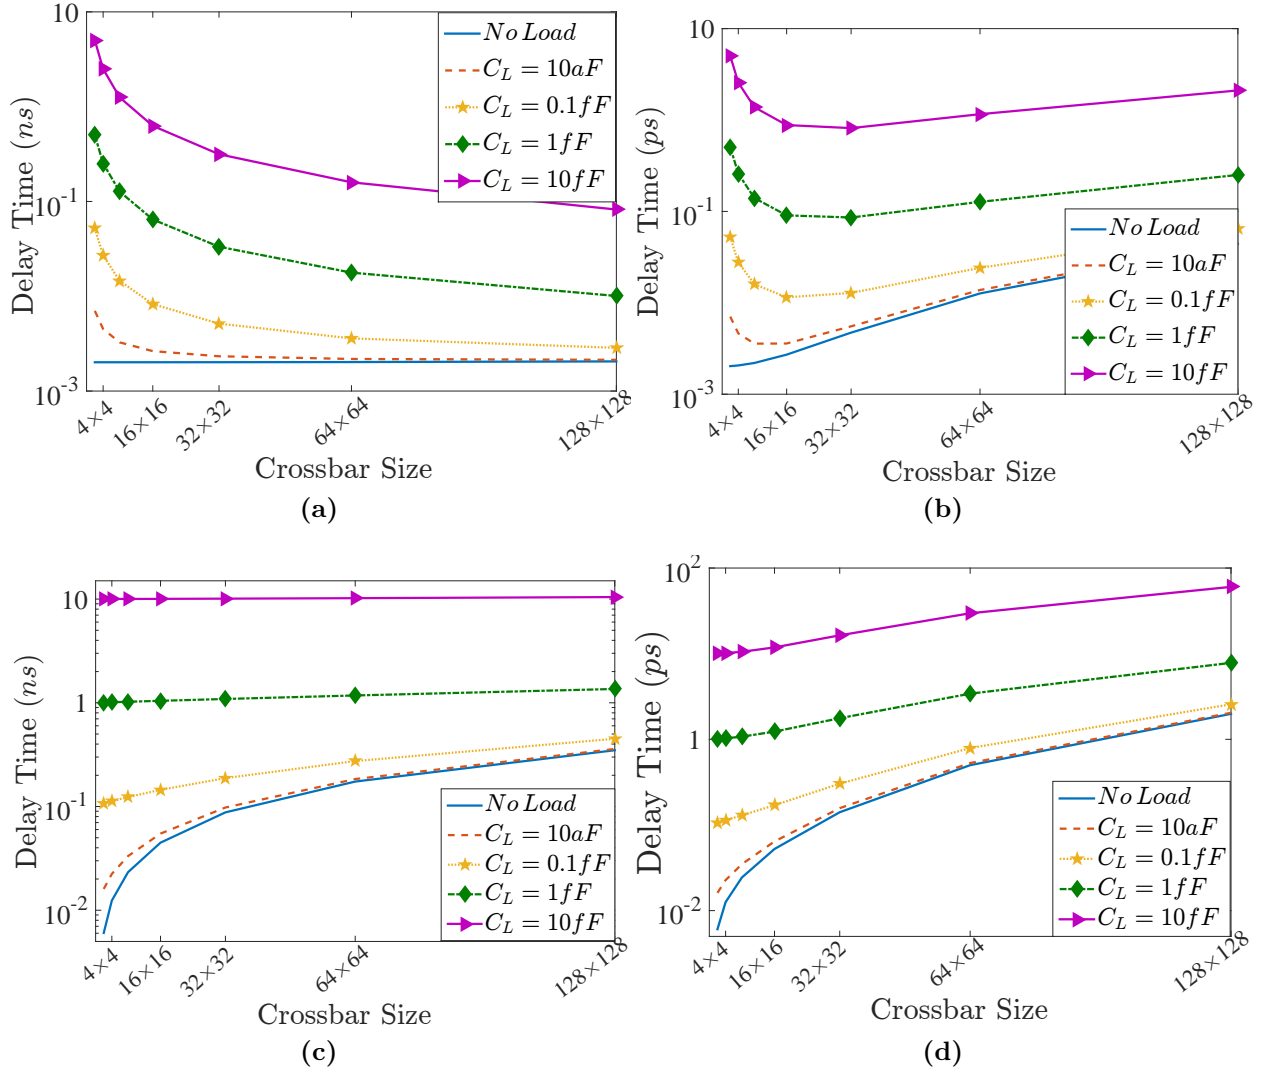 10
10^-1
10^-3
Delay Time (ns)
No Load
C_L = 10aF
C_L = 0.1fF
C_L = 1fF
C_L = 10fF
4×4
16×16
32×32
64×64
128×128
Crossbar Size
(a)
10
10^-1
10^-3
Delay Time (ps)
No Load
C_L = 10aF
C_L = 0.1fF
C_L = 1fF
C_L = 10fF
4×4
16×16
32×32
64×64
128×128
Crossbar Size
(b)
10
1
10^-1
10^-2
Delay Time (ns)
No Load
C_L = 10aF
C_L = 0.1fF
C_L = 1fF
C_L = 10fF
4×4
16×16
32×32
64×64
128×128
Crossbar Size
(c)
10^2
1
10^-2
Delay Time (ps)
No Load
C_L = 10aF
C_L = 0.1fF
C_L = 1fF
C_L = 10fF
4×4
16×16
32×32
64×64
128×128
Crossbar Size
(d)